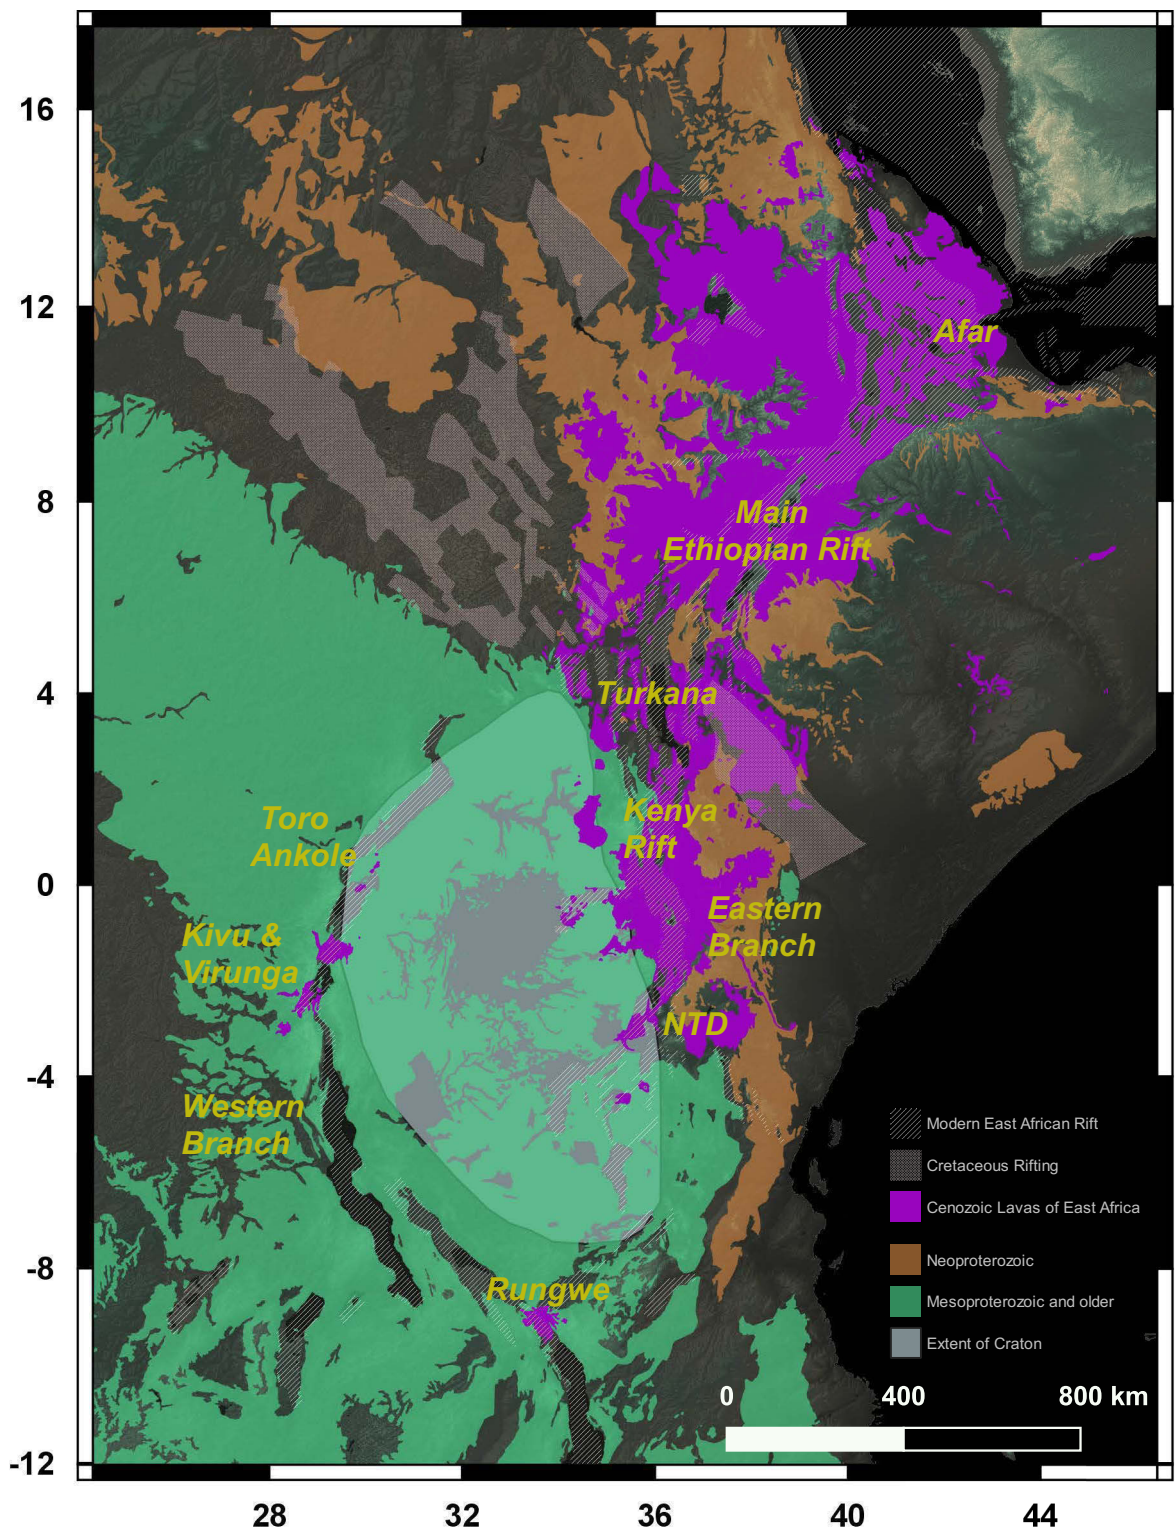 16
12
8
4
0
-4
-8
-12
Afar
Main
Ethiopian Rift
Turkana
Kenya
Rift
Toro
Ankole
Eastern
Branch
Kivu &
Virunga
NTD
Western
Branch
Rungwe
Modern East African Rift
Cretaceous Rifting
Cenozoic Lavas of East Africa
Neoproterozoic
Mesoproterozoic and older
Extent of Craton
0 400 800 km
28 32 36 40 44